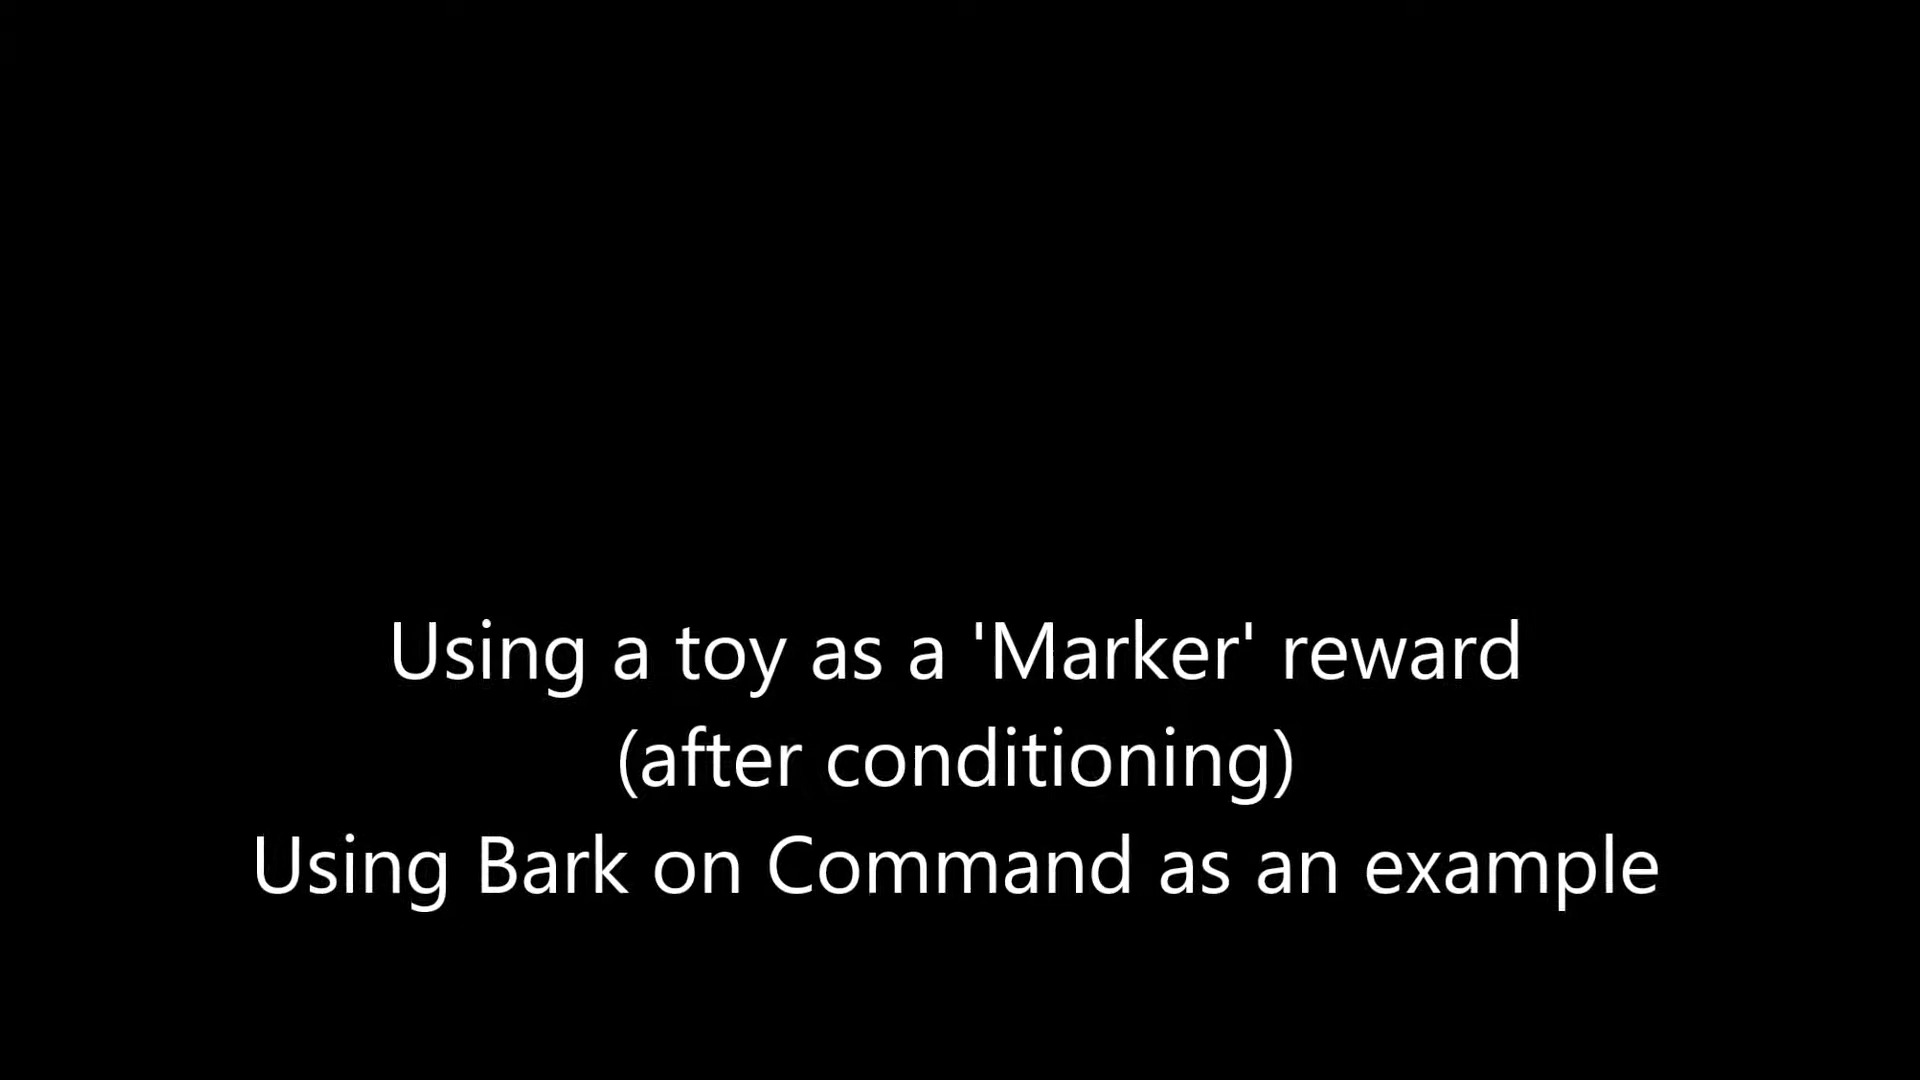 Using a toy as a 'Marker' reward
(after conditioning)
Using Bark on Command as an example